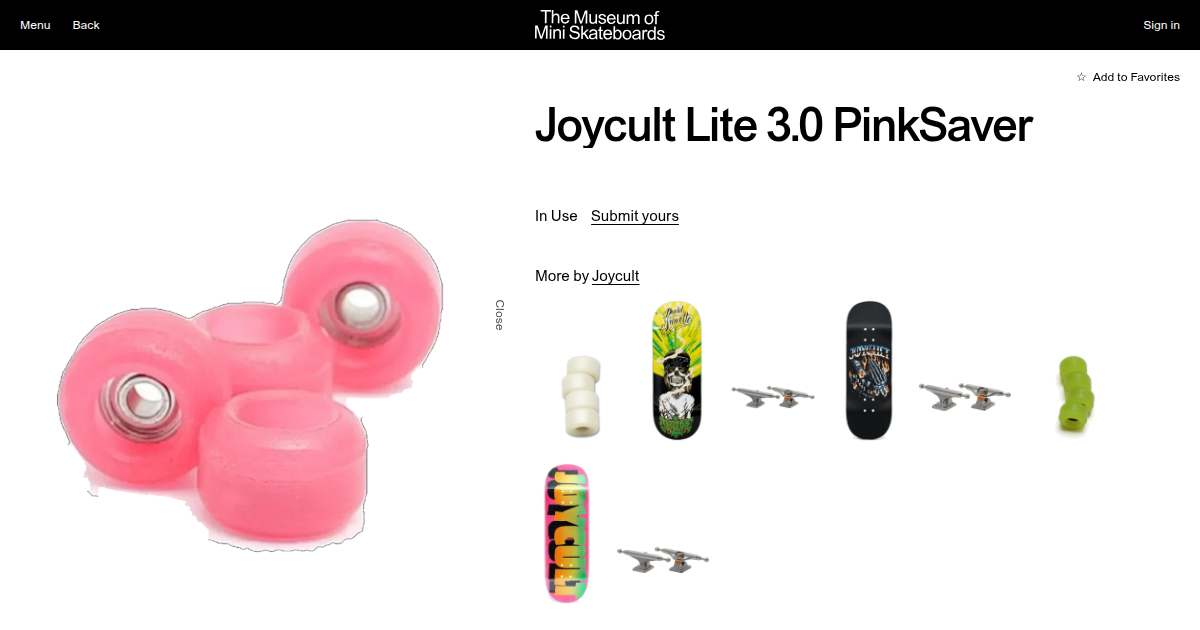 Menu
Back
The Museum of
Mini Skateboards
Sign in
☆ Add to Favorites
Joycult Lite 3.0 PinkSaver
In Use Submit yours
More by Joycult
Close
JOYCULT
JOYCULT